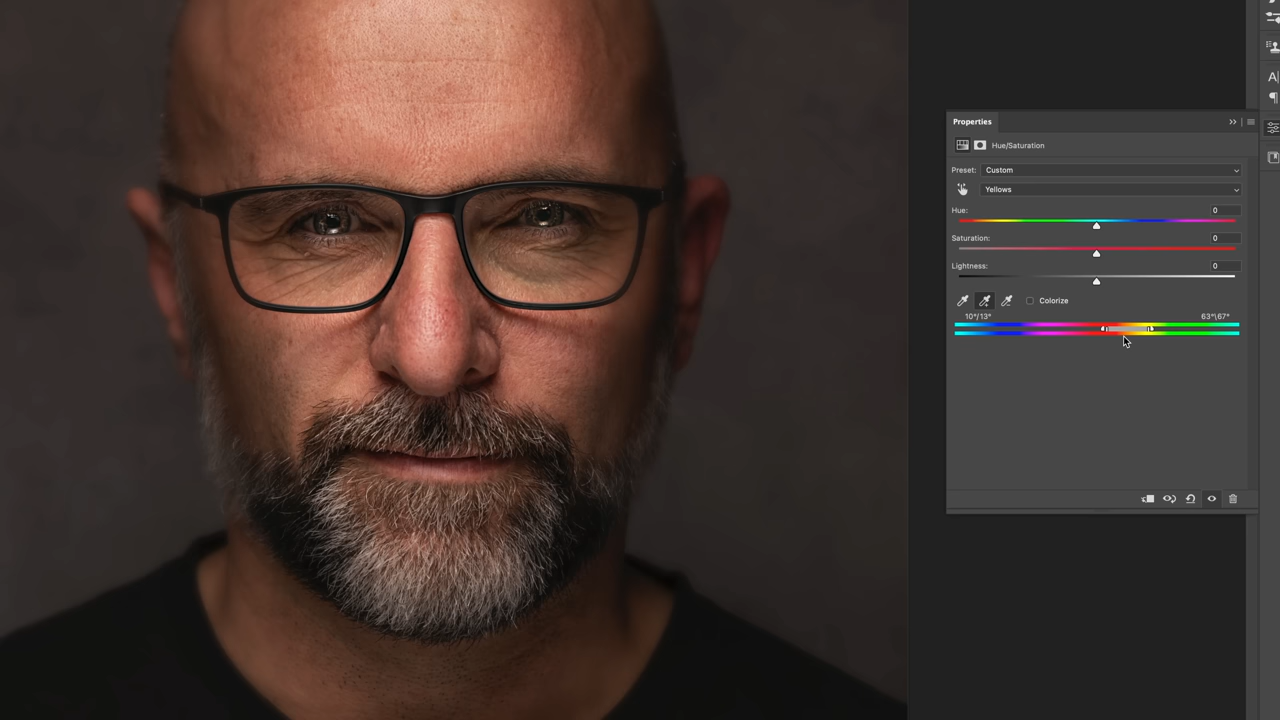 Properties
Hue/Saturation
Preset: Custom
Yellows
Hue: 0
Saturation: 0
Lightness: 0
Colorize
10°/13° 63°\67°
A